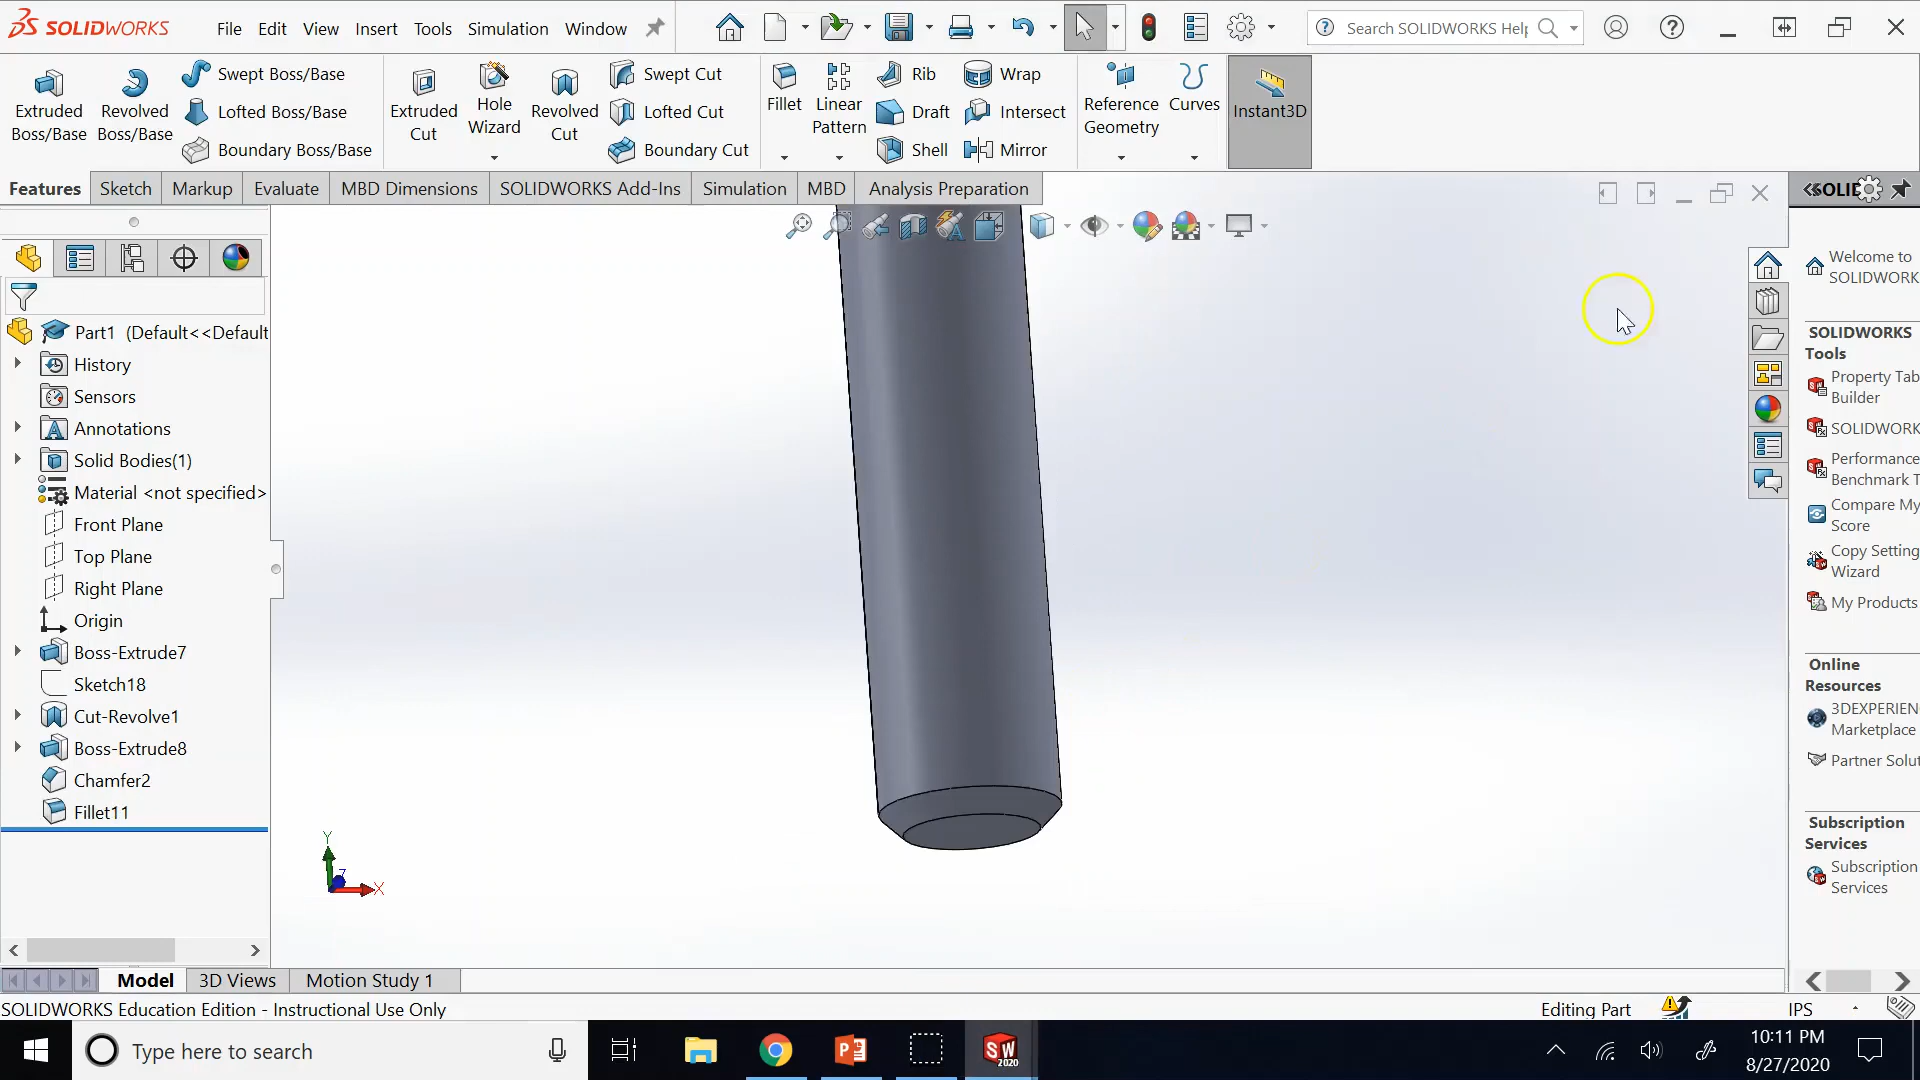 SOLIDWORKS File Edit View Insert Tools Simulation Window Search SOLIDWORKS Help
Extruded Boss/Base
Revolved Boss/Base
Swept Boss/Base
Lofted Boss/Base
Boundary Boss/Base
Extruded Cut
Hole Wizard
Revolved Cut
Swept Cut
Lofted Cut
Boundary Cut
Fillet
Linear Pattern
Rib
Draft
Shell
Wrap
Intersect
Mirror
Reference Geometry
Curves
Instant3D
Features Sketch Markup Evaluate MBD Dimensions SOLIDWORKS Add-Ins Simulation MBD Analysis Preparation
Part1 (Default<<Default
History
Sensors
Annotations
Solid Bodies(1)
Material <not specified>
Front Plane
Top Plane
Right Plane
Origin
Boss-Extrude7
Sketch18
Cut-Revolve1
Boss-Extrude8
Chamfer2
Fillet11
Y
Z
X
SOLID
Welcome to
SOLIDWORK
SOLIDWORKS
Tools
Property Tab
Builder
SOLIDWORK
Performance
Benchmark T
Compare My
Score
Copy Setting
Wizard
My Products
Online
Resources
3DEXPERIEN
Marketplace
Partner Solut
Subscription
Services
Subscription
Services
Model 3D Views Motion Study 1
SOLIDWORKS Education Edition - Instructional Use Only Editing Part IPS
Type here to search
SW
2020
10:11 PM
8/27/2020